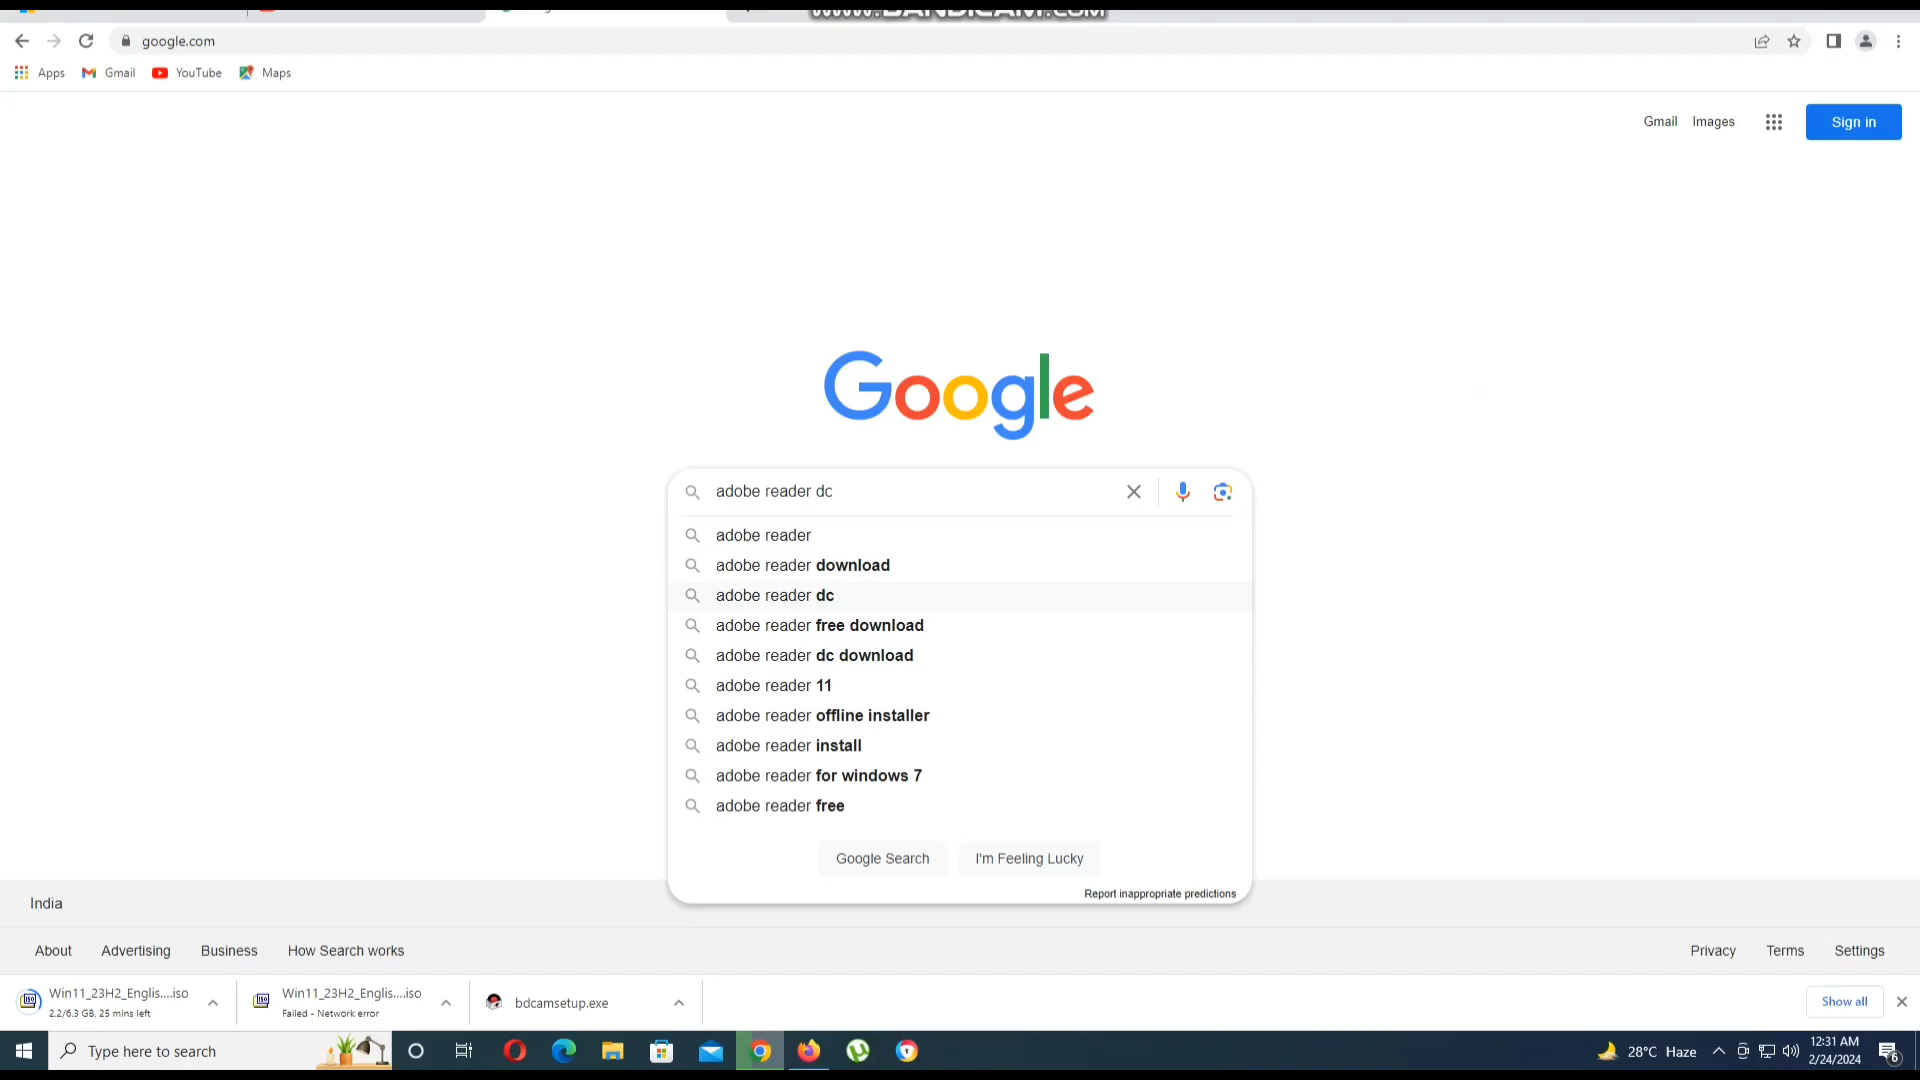 www.BANDICAM.COM
google.com
Apps Gmail YouTube Maps
Gmail Images Sign in
Google
adobe reader dc
adobe reader
adobe reader download
adobe reader dc
adobe reader free download
adobe reader dc download
adobe reader 11
adobe reader offline installer
adobe reader install
adobe reader for windows 7
adobe reader free
Google Search I'm Feeling Lucky
Report inappropriate predictions
India
About Advertising Business How Search works Privacy Terms Settings
Win11_23H2_Englis....iso
2.2/6.3 GB, 25 mins left
Win11_23H2_Englis....iso
Failed - Network error
bdcamsetup.exe
Show all
Type here to search
28°C Haze
12:31 AM
2/24/2024
6